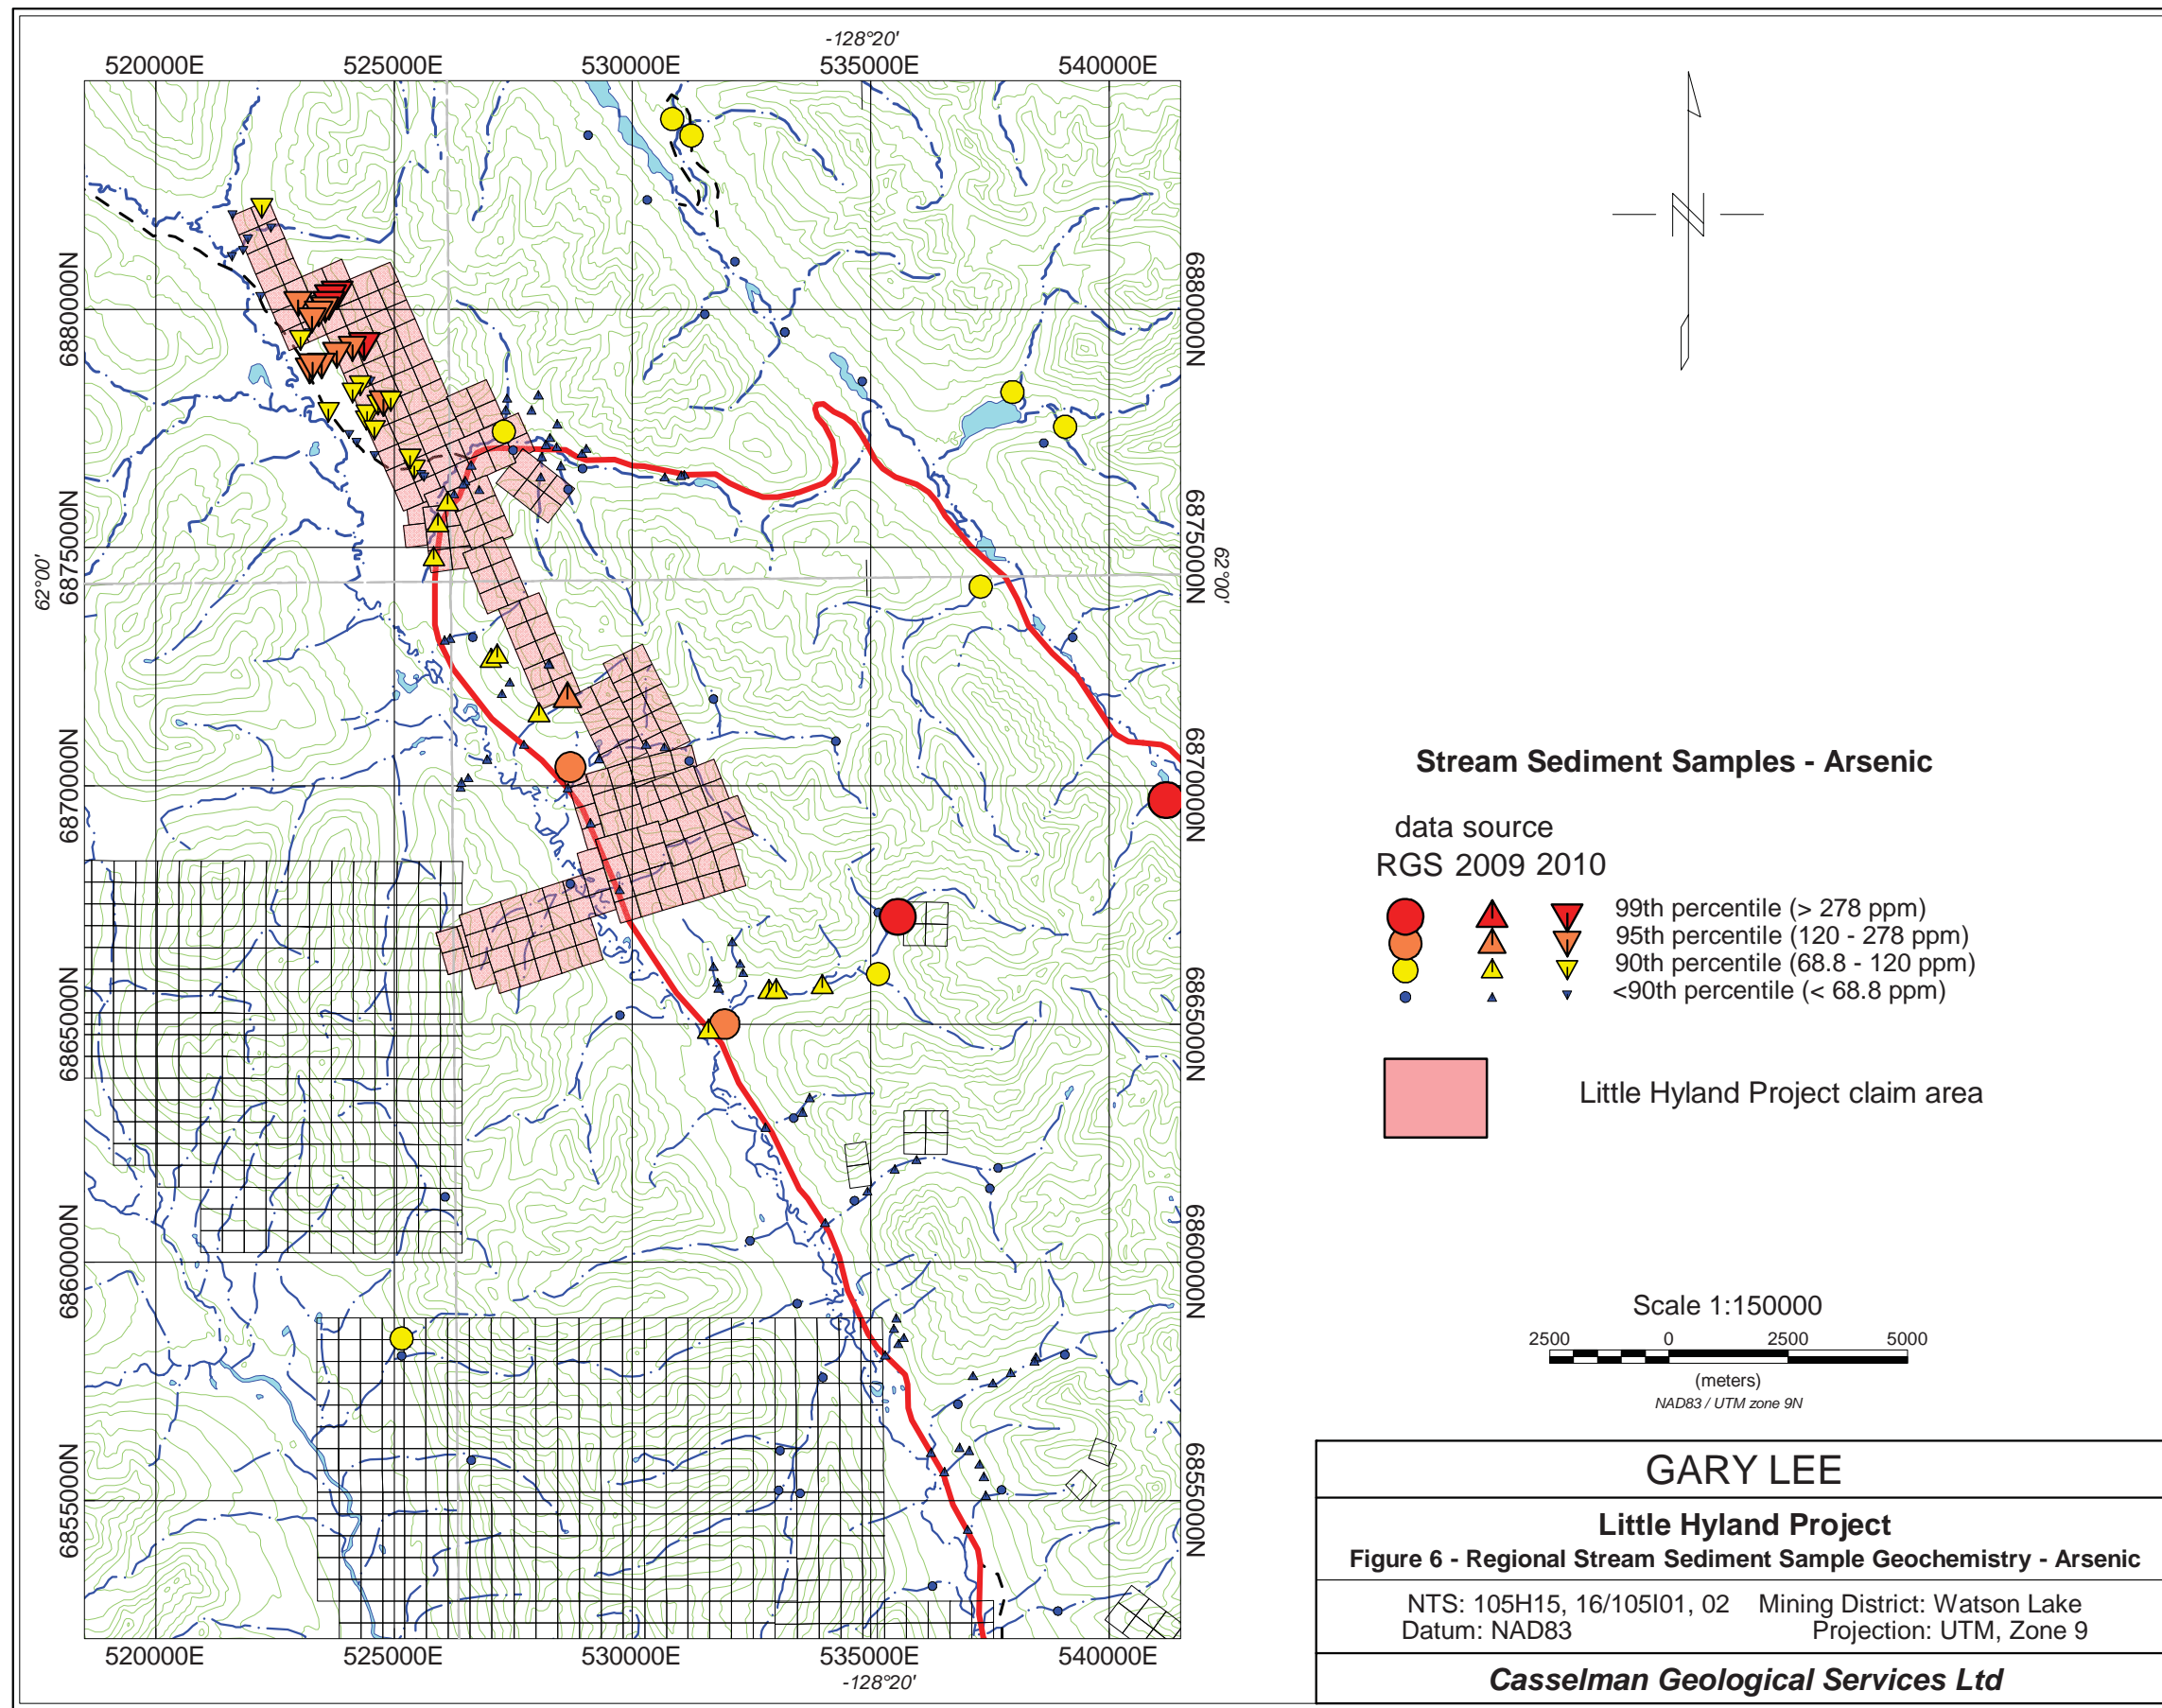 -128°20'
520000E 525000E 530000E 535000E 540000E
6880000N 6880000N
6875000N 6875000N
62°00' 62°00'
6870000N 6870000N
6865000N 6865000N
6860000N 6860000N
6855000N 6855000N
520000E 525000E 530000E 535000E 540000E
-128°20'
N
Stream Sediment Samples - Arsenic
data source
RGS 2009 2010
99th percentile (> 278 ppm)
95th percentile (120 - 278 ppm)
90th percentile (68.8 - 120 ppm)
<90th percentile (< 68.8 ppm)
Little Hyland Project claim area
Scale 1:150000
2500 0 2500 5000
(meters)
NAD83 / UTM zone 9N
GARY LEE
Little Hyland Project
Figure 6 - Regional Stream Sediment Sample Geochemistry - Arsenic
NTS: 105H15, 16/105I01, 02 Mining District: Watson Lake
Datum: NAD83 Projection: UTM, Zone 9
Casselman Geological Services Ltd